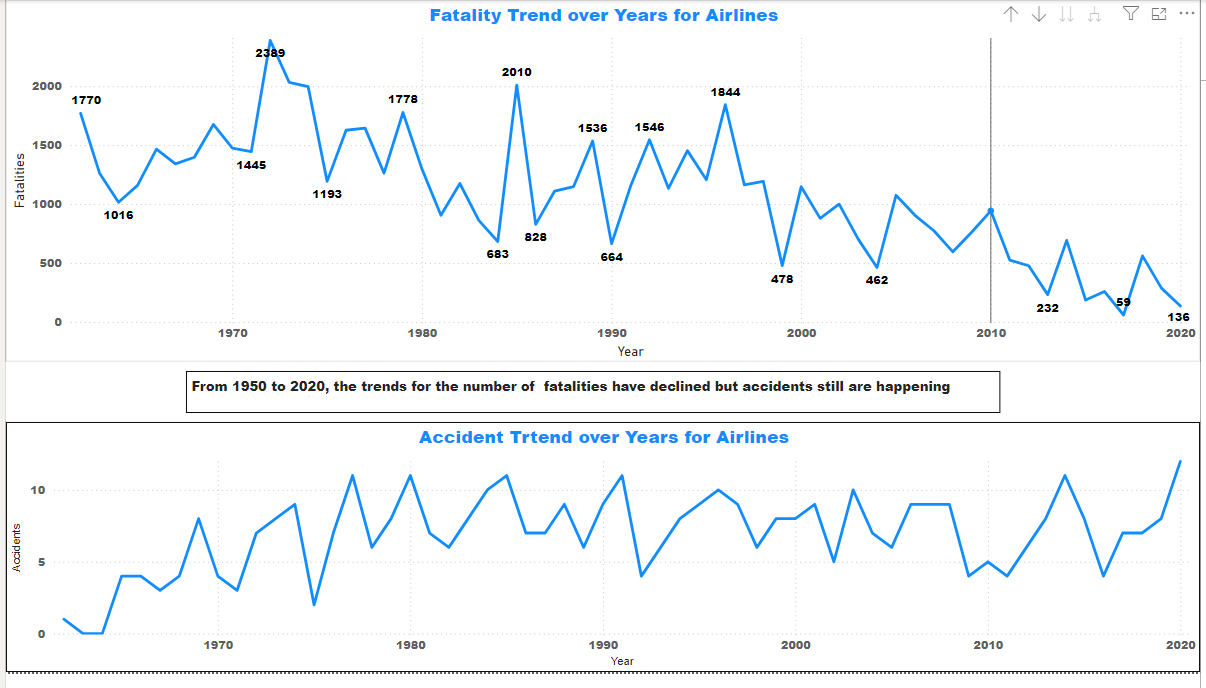 Fatality Trend over Years for Airlines
2389
2010
2000
1770
1778
1844
1536
1546
1500
1445
1193
1016
1000
Fatalities
828
683
664
500
478
462
232
59
136
0
1970 1980 1990 2000 2010 2020
Year
From 1950 to 2020, the trends for the number of fatalities have declined but accidents still are happening
Accident Trtend over Years for Airlines
10
Accidents
5
0
1970 1980 1990 2000 2010 2020
Year